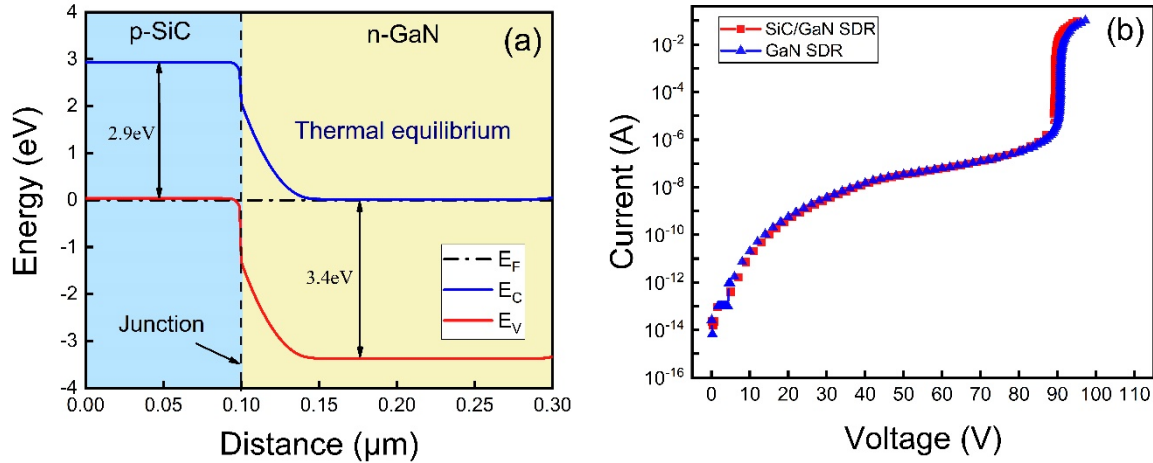 p-SiC
n-GaN
(a)
2.9eV
Thermal equilibrium
3.4eV
E_F
E_C
E_V
Junction
4
3
2
1
0
-1
-2
-3
-4
Energy (eV)
0.00 0.05 0.10 0.15 0.20 0.25 0.30
Distance (μm)
(b)
SiC/GaN SDR
GaN SDR
10^-2
10^-4
10^-6
10^-8
10^-10
10^-12
10^-14
10^-16
Current (A)
0 10 20 30 40 50 60 70 80 90 100 110
Voltage (V)